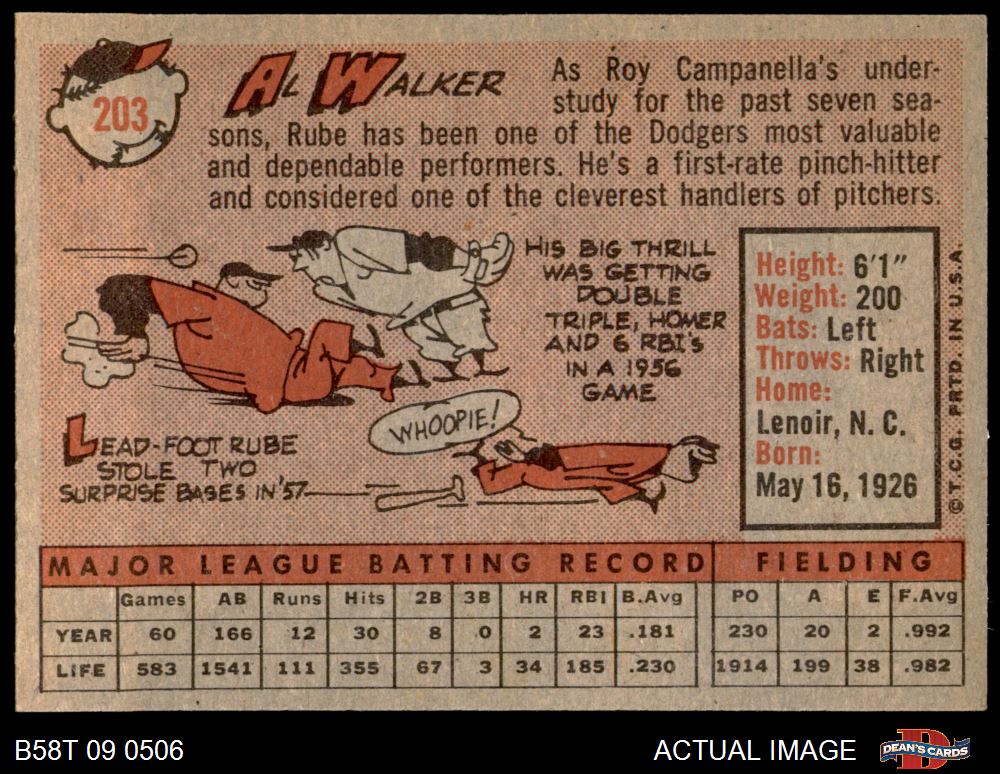 203
AL WALKER
As Roy Campanella's under-
study for the past seven sea-
sons, Rube has been one of the Dodgers most valuable
and dependable performers. He's a first-rate pinch-hitter
and considered one of the cleverest handlers of pitchers.
HIS BIG THRILL
WAS GETTING
DOUBLE
TRIPLE, HOMER
AND 6 RBI's
IN A 1956
GAME
LEAD-FOOT RUBE
STOLE TWO
SURPRISE BASES IN '57
WHOOPIE!
Height: 6'1"
Weight: 200
Bats: Left
Throws: Right
Home:
Lenoir, N. C.
Born:
May 16, 1926
© T.C.G. PRTD. IN U.S.A.
MAJOR LEAGUE BATTING RECORD FIELDING
Games AB Runs Hits 2B 3B HR RBI B.Avg PO A E F.Avg
YEAR 60 166 12 30 8 0 2 23 .181 230 20 2 .992
LIFE 583 1541 111 355 67 3 34 185 .230 1914 199 38 .982
B58T 09 0506 ACTUAL IMAGE DEAN'S CARDS